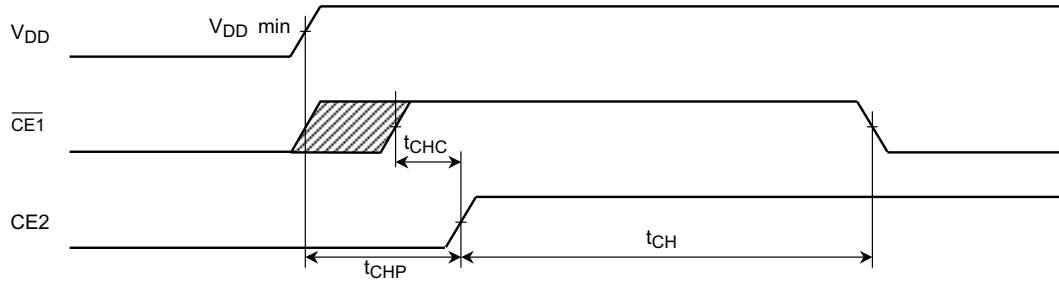 VDD
VDD min
CE1
tCHC
CE2
tCH
tCHP